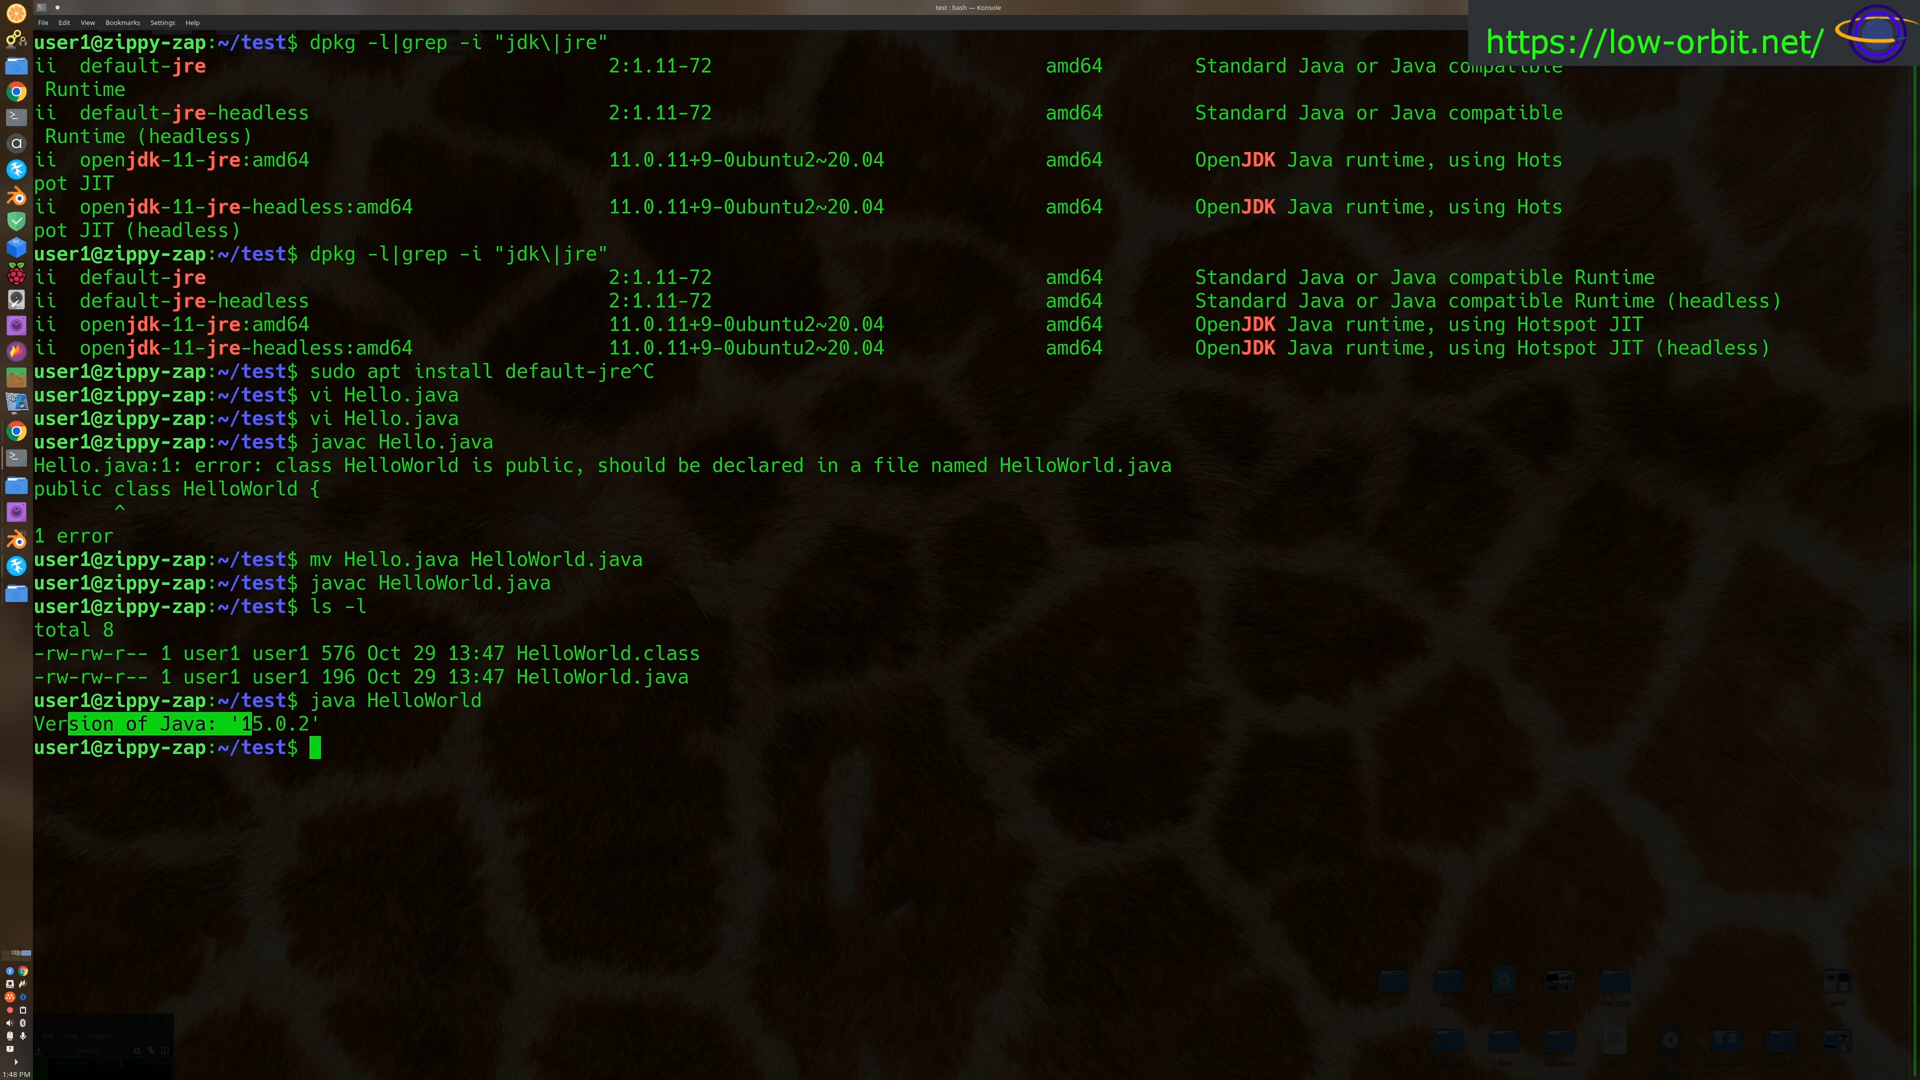 test : bash — Konsole
File Edit View Bookmarks Settings Help
https://low-orbit.net/
user1@zippy-zap:~/test$ dpkg -l|grep -i "jdk\|jre"
ii default-jre 2:1.11-72 amd64 Standard Java or Java compatible
Runtime
ii default-jre-headless 2:1.11-72 amd64 Standard Java or Java compatible
Runtime (headless)
ii openjdk-11-jre:amd64 11.0.11+9-0ubuntu2~20.04 amd64 OpenJDK Java runtime, using Hots
pot JIT
ii openjdk-11-jre-headless:amd64 11.0.11+9-0ubuntu2~20.04 amd64 OpenJDK Java runtime, using Hots
pot JIT (headless)
user1@zippy-zap:~/test$ dpkg -l|grep -i "jdk\|jre"
ii default-jre 2:1.11-72 amd64 Standard Java or Java compatible Runtime
ii default-jre-headless 2:1.11-72 amd64 Standard Java or Java compatible Runtime (headless)
ii openjdk-11-jre:amd64 11.0.11+9-0ubuntu2~20.04 amd64 OpenJDK Java runtime, using Hotspot JIT
ii openjdk-11-jre-headless:amd64 11.0.11+9-0ubuntu2~20.04 amd64 OpenJDK Java runtime, using Hotspot JIT (headless)
user1@zippy-zap:~/test$ sudo apt install default-jre^C
user1@zippy-zap:~/test$ vi Hello.java
user1@zippy-zap:~/test$ vi Hello.java
user1@zippy-zap:~/test$ javac Hello.java
Hello.java:1: error: class HelloWorld is public, should be declared in a file named HelloWorld.java
public class HelloWorld {
^
1 error
user1@zippy-zap:~/test$ mv Hello.java HelloWorld.java
user1@zippy-zap:~/test$ javac HelloWorld.java
user1@zippy-zap:~/test$ ls -l
total 8
-rw-rw-r-- 1 user1 user1 576 Oct 29 13:47 HelloWorld.class
-rw-rw-r-- 1 user1 user1 196 Oct 29 13:47 HelloWorld.java
user1@zippy-zap:~/test$ java HelloWorld
Version of Java: '15.0.2'
user1@zippy-zap:~/test$
1:48 PM